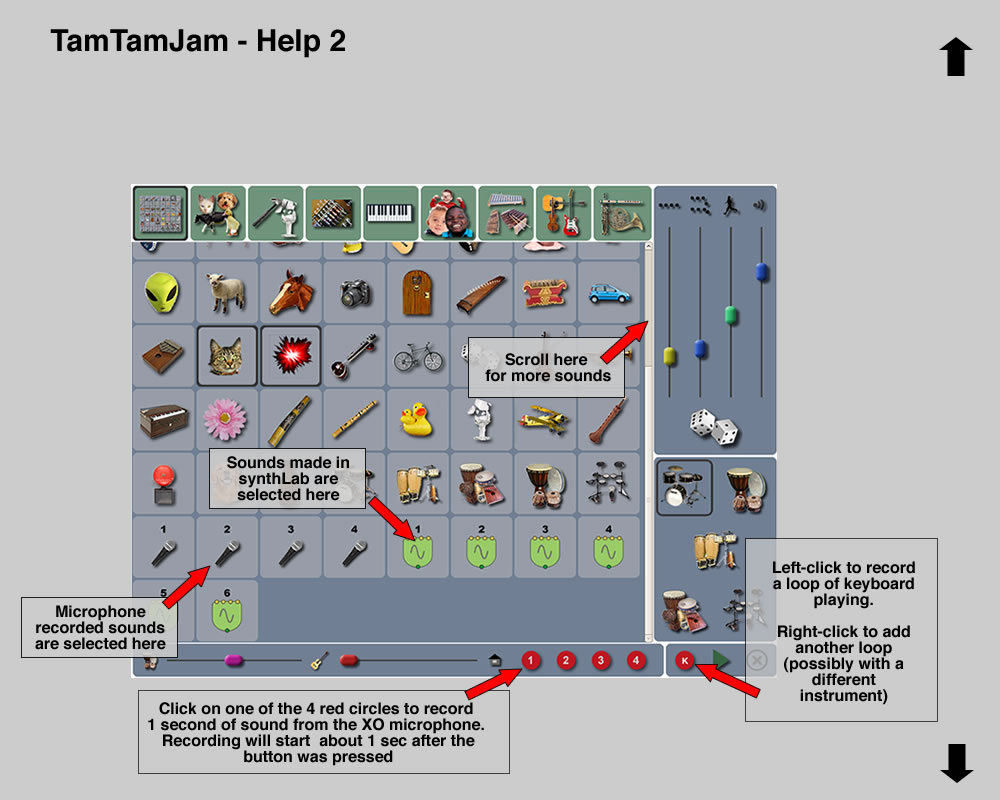 TamTamJam - Help 2
Scroll here
for more sounds
Sounds made in
synthLab are
selected here
1 2 3 4 1 2 3 4
5 6
Microphone
recorded sounds
are selected here
Left-click to record
a loop of keyboard
playing.
Right-click to add
another loop
(possibly with a
different
instrument)
1 2 3 4 K
Click on one of the 4 red circles to record
1 second of sound from the XO microphone.
Recording will start about 1 sec after the
button was pressed